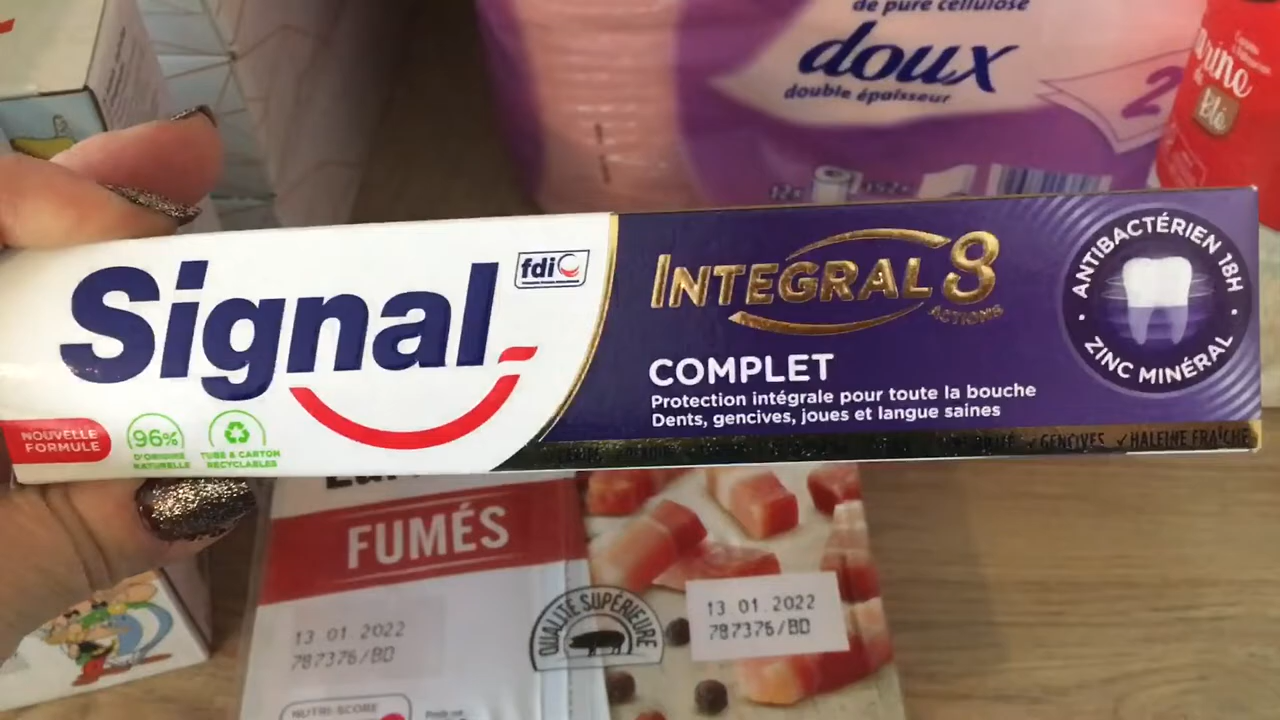 de pure cellulose
doux
double épaisseur
2
blé
Signal
fdi
INTEGRAL 8
ACTIONS
COMPLET
Protection intégrale pour toute la bouche
Dents, gencives, joues et langue saines
ANTIBACTÉRIEN 18H
ZINC MINÉRAL
NOUVELLE
FORMULE
96%
D'ORIGINE
NATURELLE
TUBE & CARTON
RECYCLABLES
✓GENCIVES ✓HALEINE FRAÎCHE
FUMÉS
QUALITÉ SUPÉRIEURE
13.01.2022
787376/BD
13.01.2022
787376/BD
NUTRI-SCORE